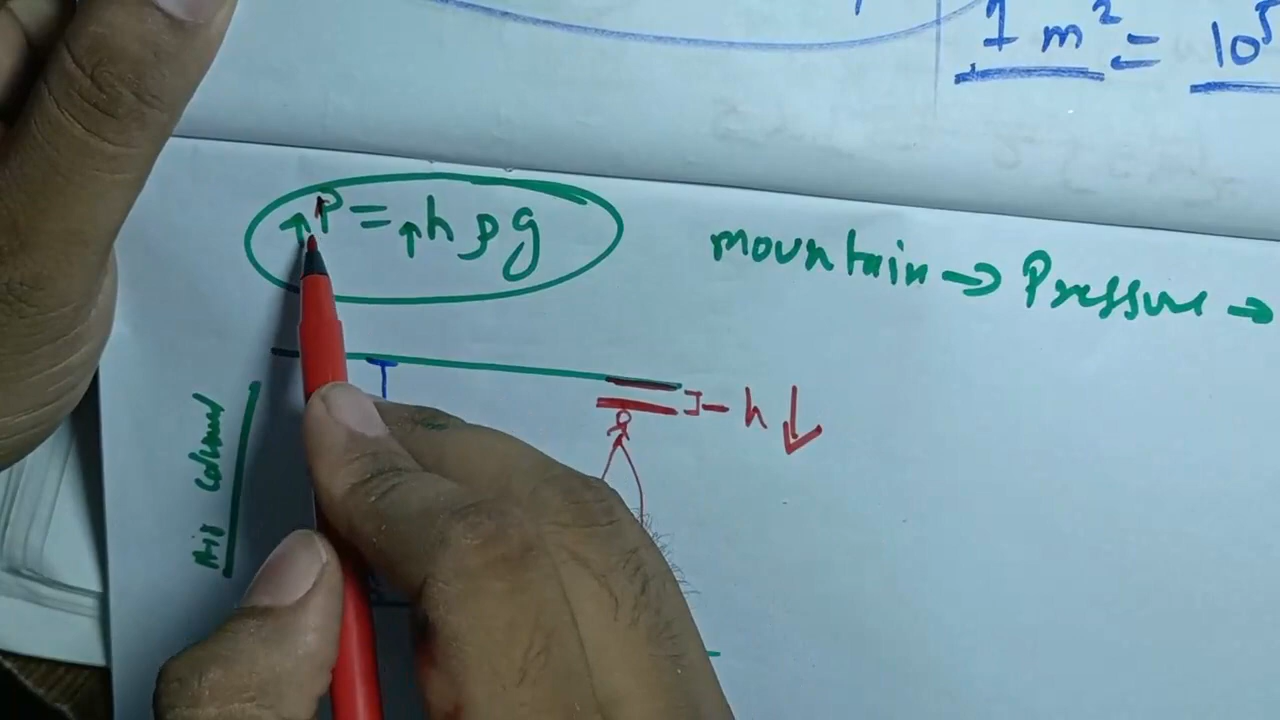 1 m² = 10⁵
↑P = ↑h ρ g
mountain → Pressure →
h ↓
Air Column